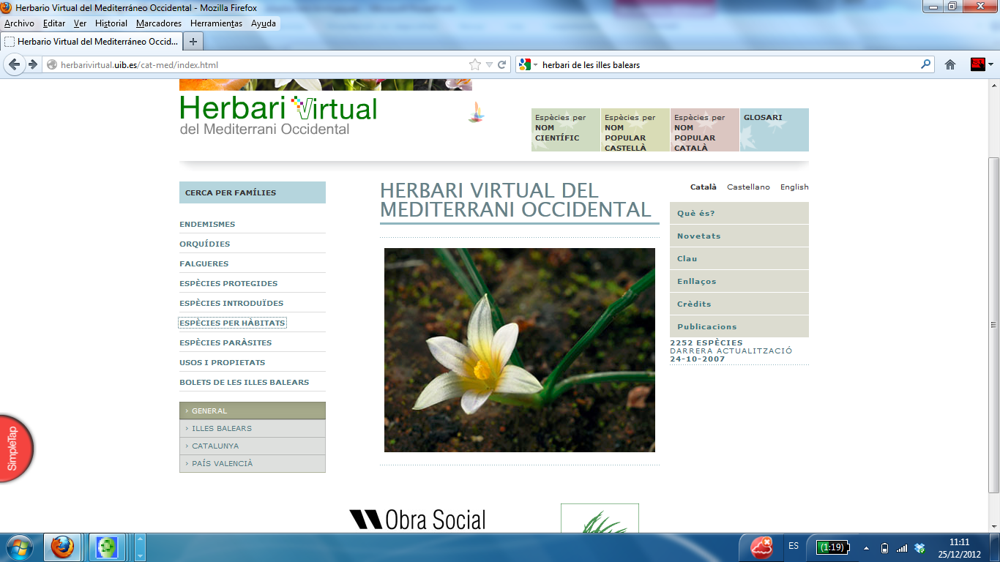 Herbario Virtual del Mediterráneo Occidental - Mozilla Firefox
Archivo Editar Ver Historial Marcadores Herramientas Ayuda
Herbario Virtual del Mediterráneo Occid...
herbarivirtual.uib.es/cat-med/index.html
herbari de les illes balears
Herbari Virtual
del Mediterrani Occidental
Espècies per
NOM
CIENTÍFIC
Espècies per
NOM
POPULAR
CASTELLÀ
Espècies per
NOM
POPULAR
CATALÀ
GLOSARI
CERCA PER FAMÍLIES
ENDEMISMES
ORQUÍDIES
FALGUERES
ESPÈCIES PROTEGIDES
ESPÈCIES INTRODUÏDES
ESPÈCIES PER HÀBITATS
ESPÈCIES PARÀSITES
USOS I PROPIETATS
BOLETS DE LES ILLES BALEARS
› GENERAL
› ILLES BALEARS
› CATALUNYA
› PAÍS VALENCIÀ
HERBARI VIRTUAL DEL
MEDITERRANI OCCIDENTAL
Català Castellano English
Què és?
Novetats
Clau
Enllaços
Crèdits
Publicacions
2252 ESPÈCIES
DARRERA ACTUALITZACIÓ
24-10-2007
SimpleTap
Obra Social
ES
(1:19)
11:11
25/12/2012